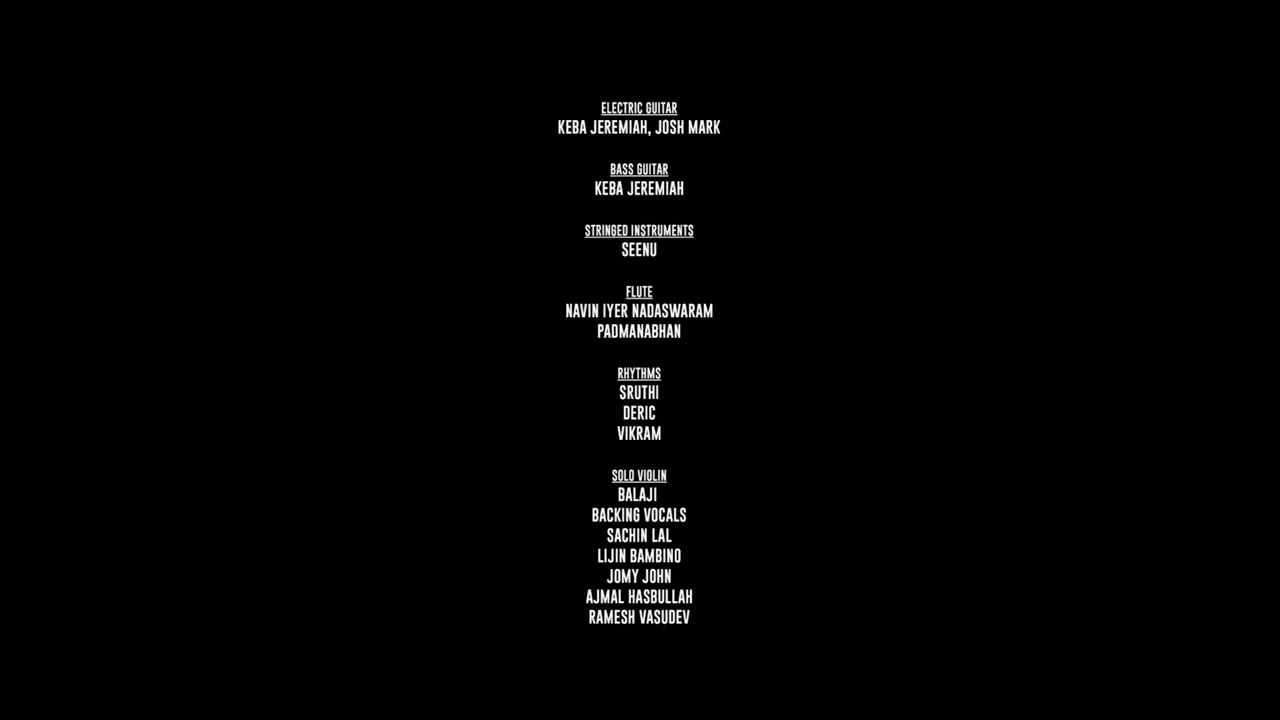 ELECTRIC GUITAR
KEBA JEREMIAH, JOSH MARK
BASS GUITAR
KEBA JEREMIAH
STRINGED INSTRUMENTS
SEENU
FLUTE
NAVIN IYER NADASWARAM
PADMANABHAN
RHYTHMS
SRUTHI
DERIC
VIKRAM
SOLO VIOLIN
BALAJI
BACKING VOCALS
SACHIN LAL
LIJIN BAMBINO
JOMY JOHN
AJMAL HASBULLAH
RAMESH VASUDEV